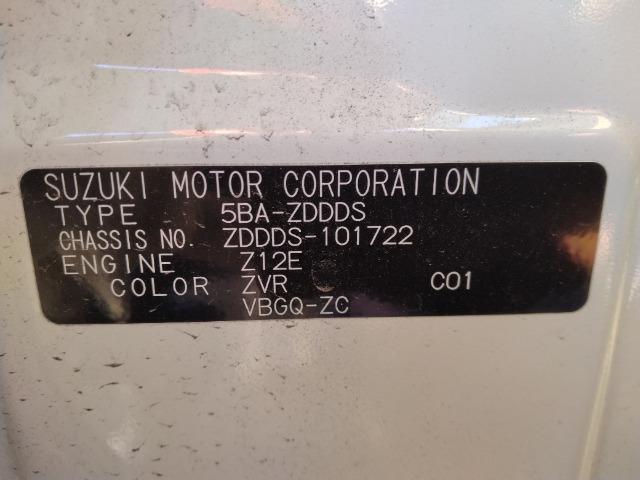 SUZUKI MOTOR CORPORATION
TYPE 5BA-ZDDDS
CHASSIS NO. ZDDDS-101722
ENGINE Z12E
COLOR ZVR C01
VBGQ-ZC